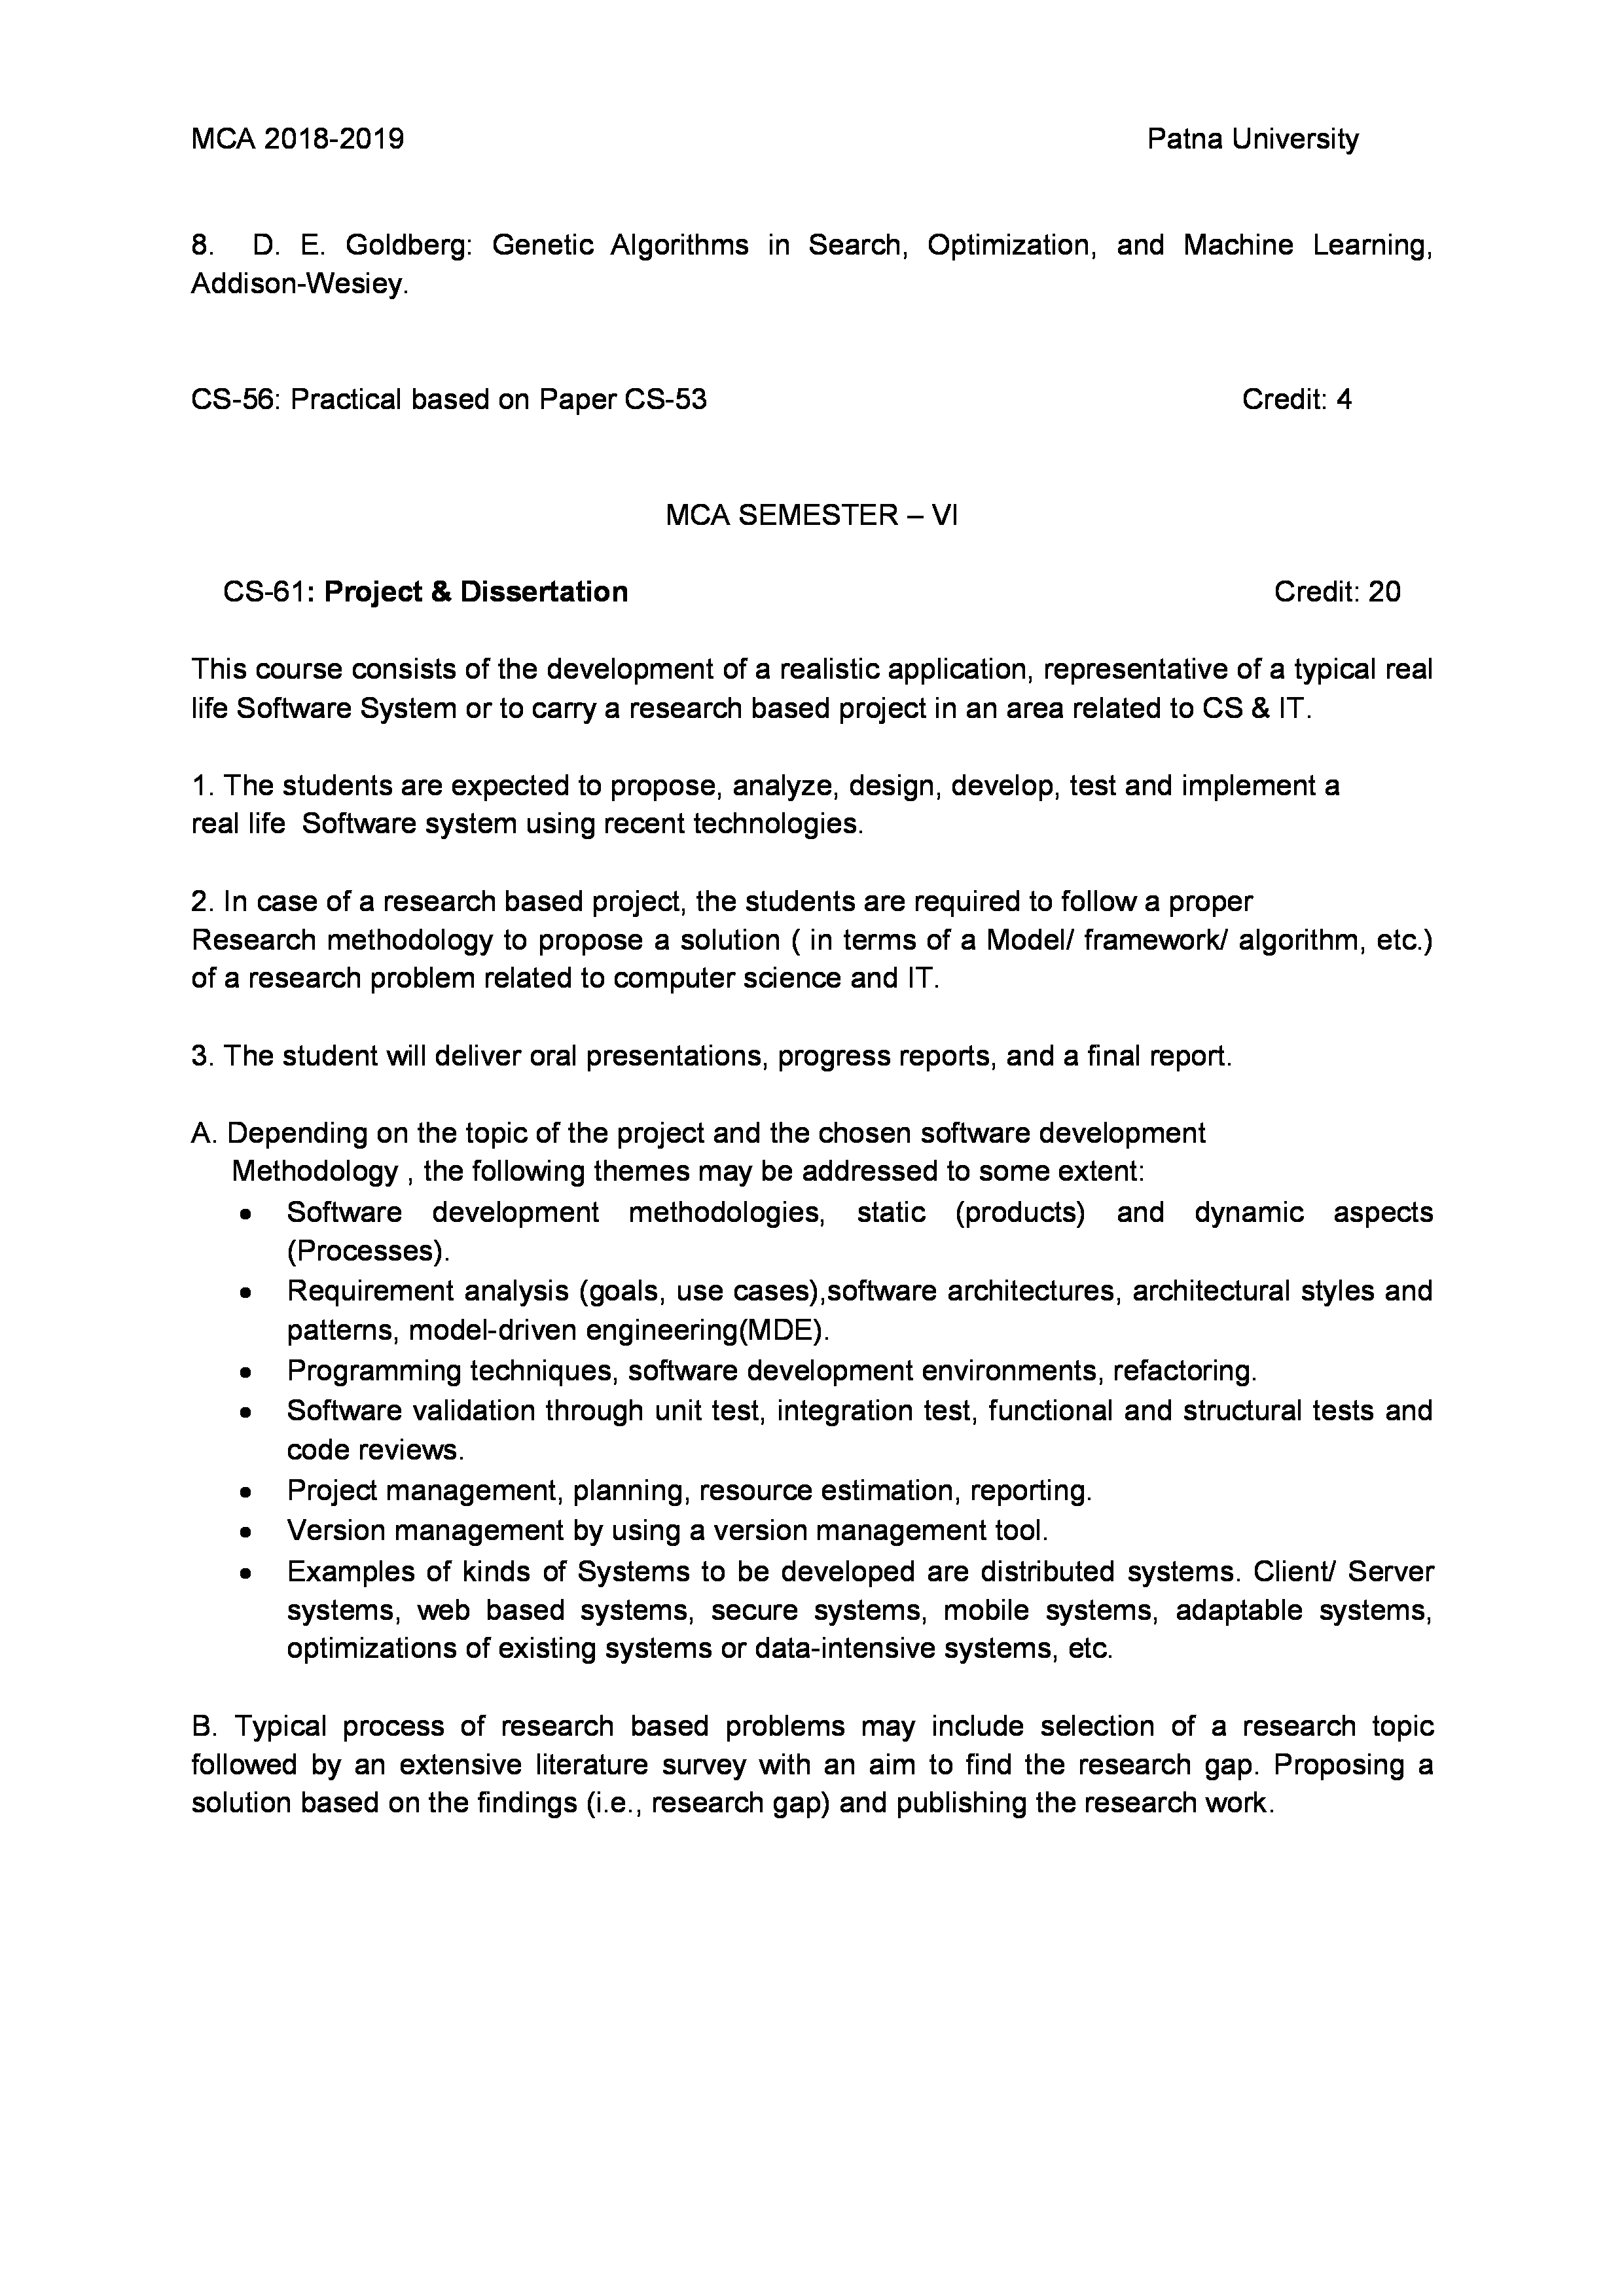 MCA 2018-2019 Patna University
8. D. E. Goldberg: Genetic Algorithms in Search, Optimization, and Machine Learning,
Addison-Wesiey.
CS-56: Practical based on Paper CS-53 Credit: 4
MCA SEMESTER – VI
CS-61: Project & Dissertation Credit: 20
This course consists of the development of a realistic application, representative of a typical real
life Software System or to carry a research based project in an area related to CS & IT.
1. The students are expected to propose, analyze, design, develop, test and implement a
real life  Software system using recent technologies.
2. In case of a research based project, the students are required to follow a proper
Research methodology to propose a solution ( in terms of a Model/ framework/ algorithm, etc.)
of a research problem related to computer science and IT.
3. The student will deliver oral presentations, progress reports, and a final report.
A. Depending on the topic of the project and the chosen software development
Methodology , the following themes may be addressed to some extent:
• Software development methodologies, static (products) and dynamic aspects
(Processes).
• Requirement analysis (goals, use cases),software architectures, architectural styles and
patterns, model-driven engineering(MDE).
• Programming techniques, software development environments, refactoring.
• Software validation through unit test, integration test, functional and structural tests and
code reviews.
• Project management, planning, resource estimation, reporting.
• Version management by using a version management tool.
• Examples of kinds of Systems to be developed are distributed systems. Client/ Server
systems, web based systems, secure systems, mobile systems, adaptable systems,
optimizations of existing systems or data-intensive systems, etc.
B. Typical process of research based problems may include selection of a research topic
followed by an extensive literature survey with an aim to find the research gap. Proposing a
solution based on the findings (i.e., research gap) and publishing the research work.